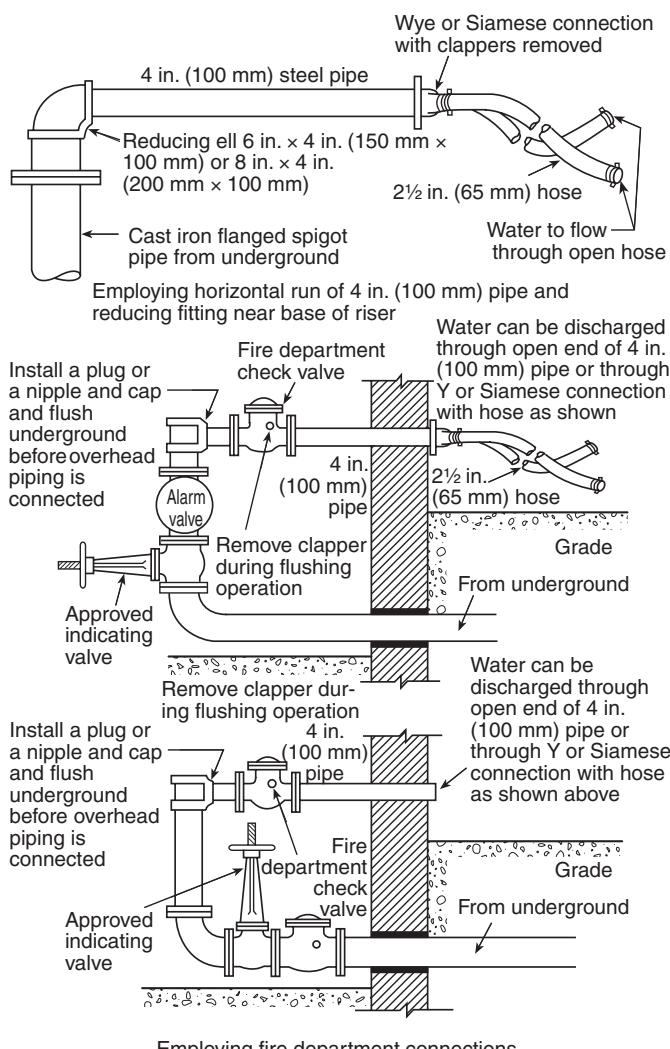 Wye or Siamese connection
with clappers removed
4 in. (100 mm) steel pipe
Reducing ell 6 in. × 4 in. (150 mm ×
100 mm) or 8 in. × 4 in.
(200 mm × 100 mm)
2½ in. (65 mm) hose
Water to flow
through open hose
Cast iron flanged spigot
pipe from underground
Employing horizontal run of 4 in. (100 mm) pipe and
reducing fitting near base of riser
Install a plug or
a nipple and cap
and flush
underground
before overhead
piping is
connected
Fire department
check valve
Water can be discharged
through open end of 4 in.
(100 mm) pipe or through
Y or Siamese connection
with hose as shown
4 in.
(100 mm)
pipe
2½ in.
(65 mm) hose
Alarm
valve
Remove clapper
during flushing
operation
Grade
From underground
Approved
indicating
valve
Remove clapper dur-
ing flushing operation
Install a plug or
a nipple and cap
and flush
underground
before overhead
piping is
connected
4 in.
(100 mm)
pipe
Water can be
discharged through
open end of 4 in.
(100 mm) pipe or
through Y or Siamese
connection with hose
as shown above
Fire
department
check
valve
Grade
From underground
Approved
indicating
valve
Employing fire department connections